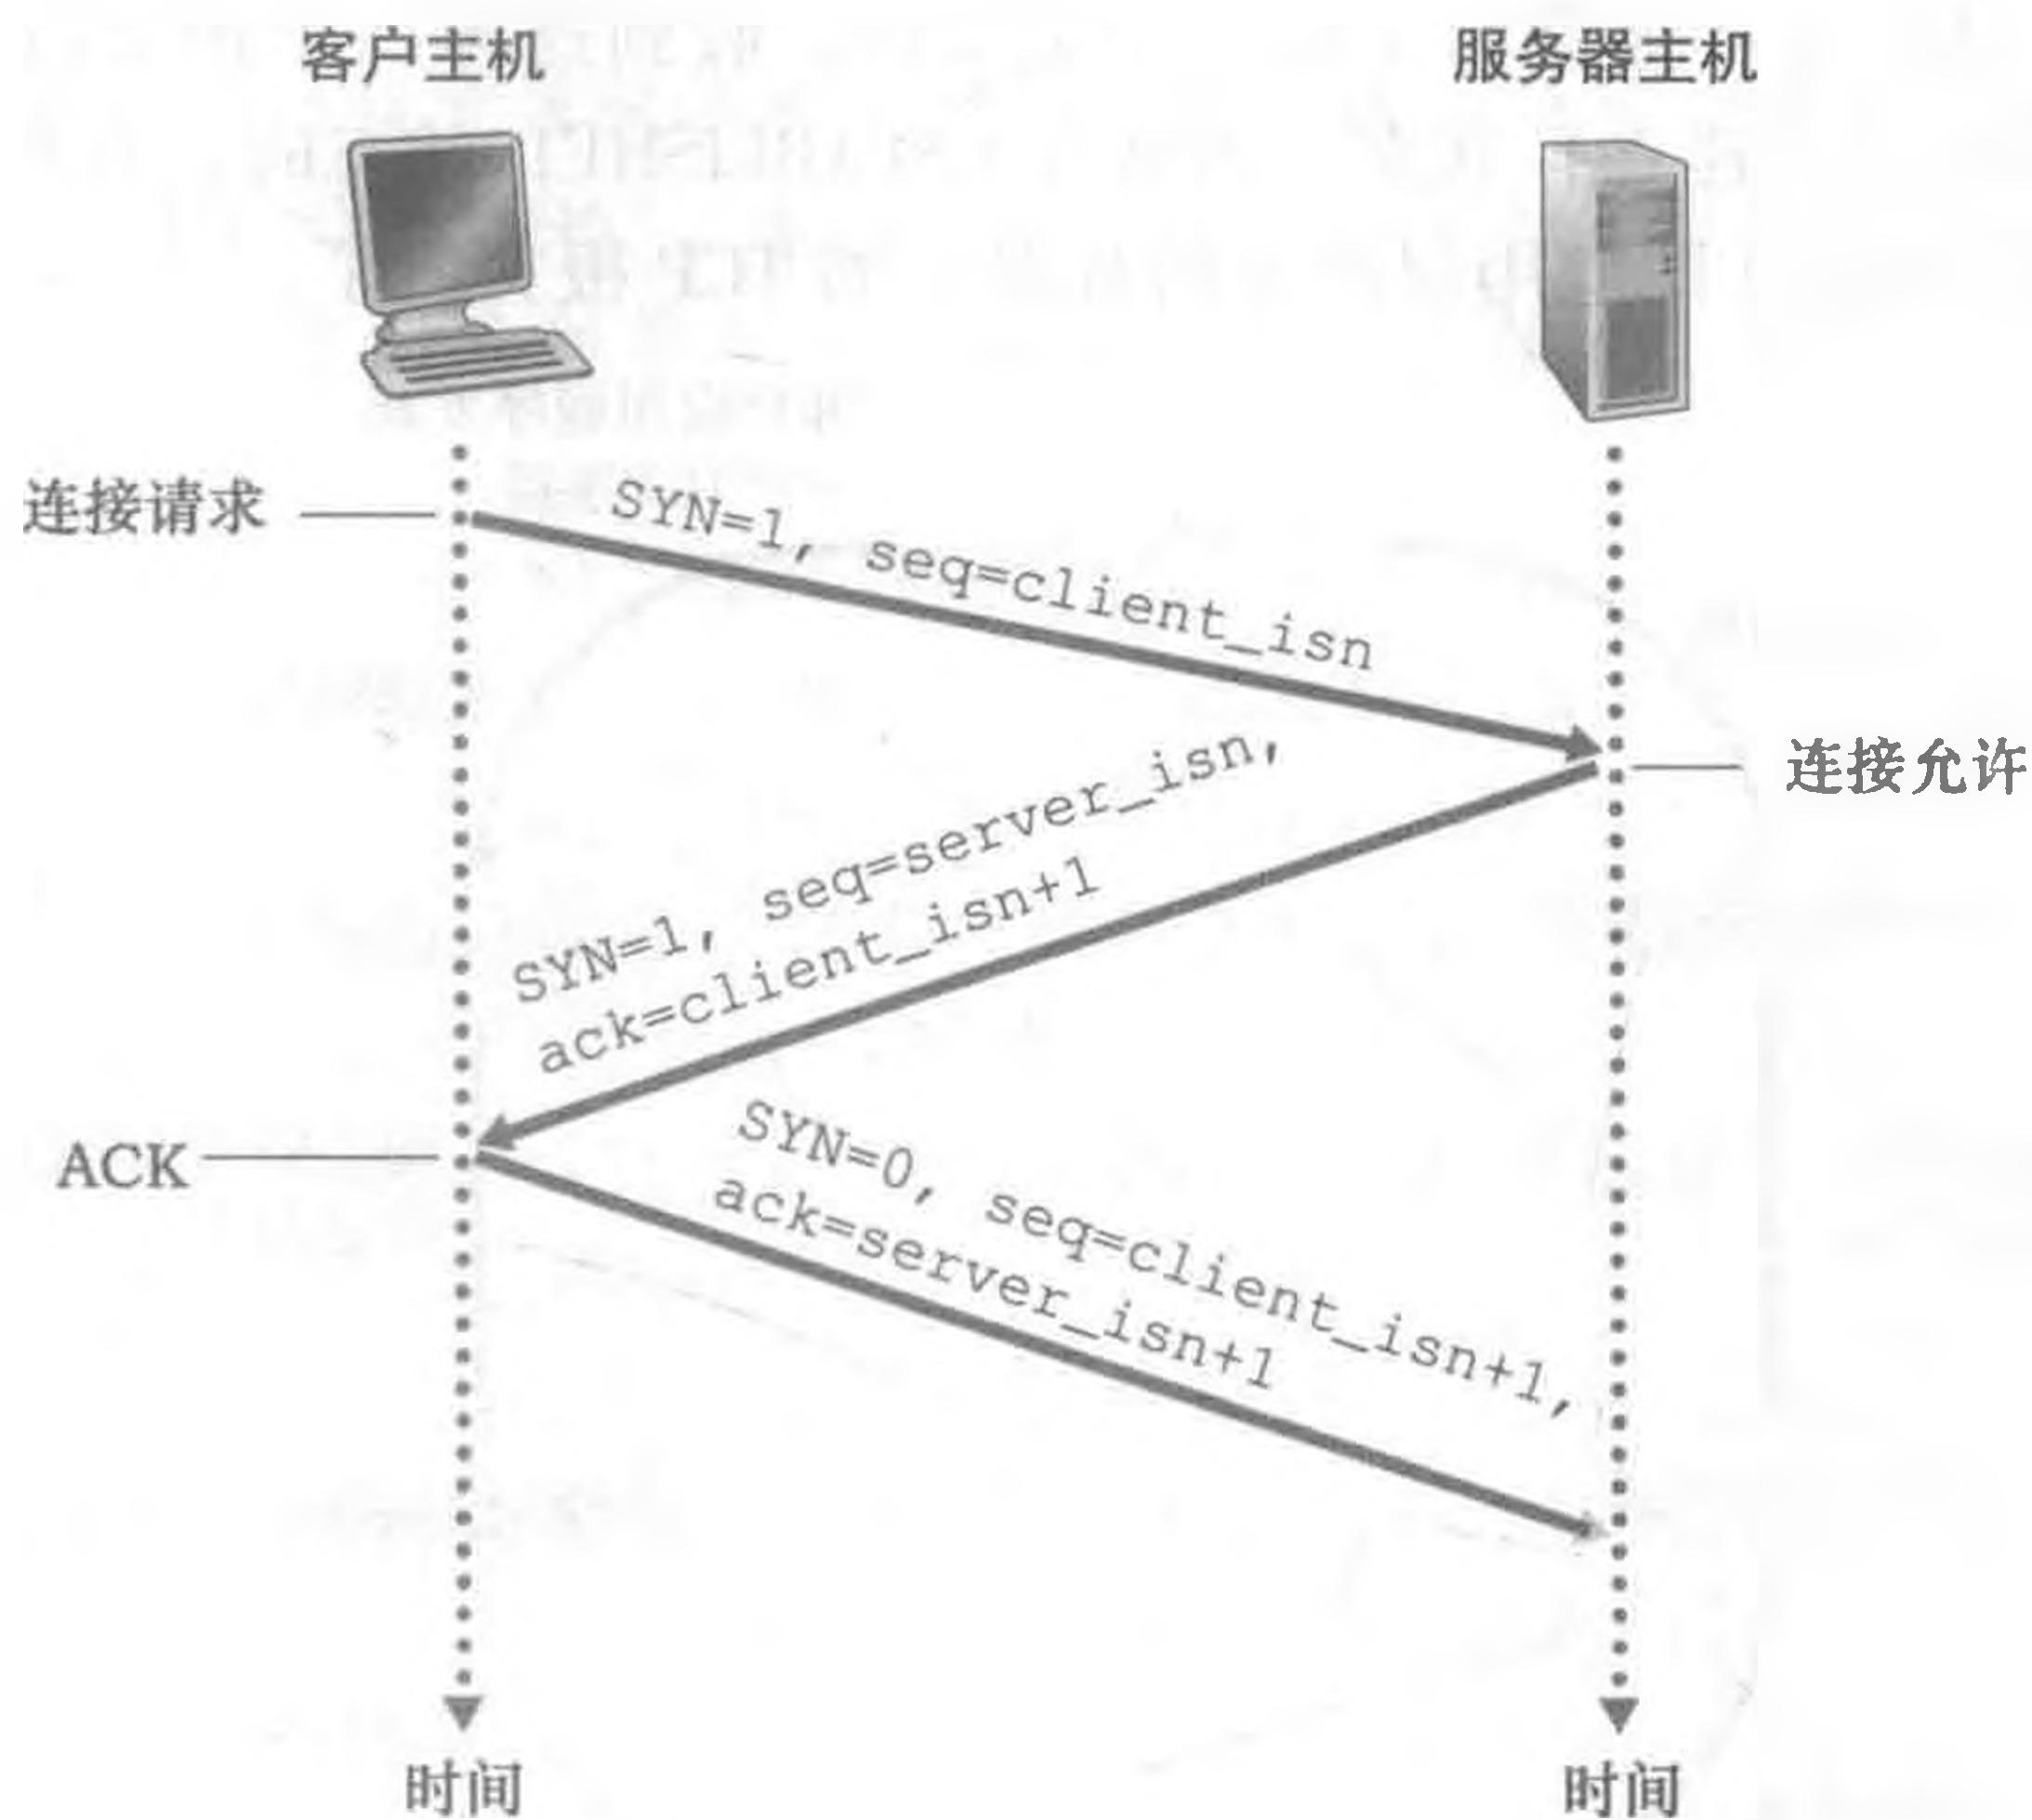 客户主机
服务器主机
连接请求
SYN=1, seq=client_isn
连接允许
SYN=1, seq=server_isn,
ack=client_isn+1
ACK
SYN=0, seq=client_isn+1,
ack=server_isn+1
时间
时间